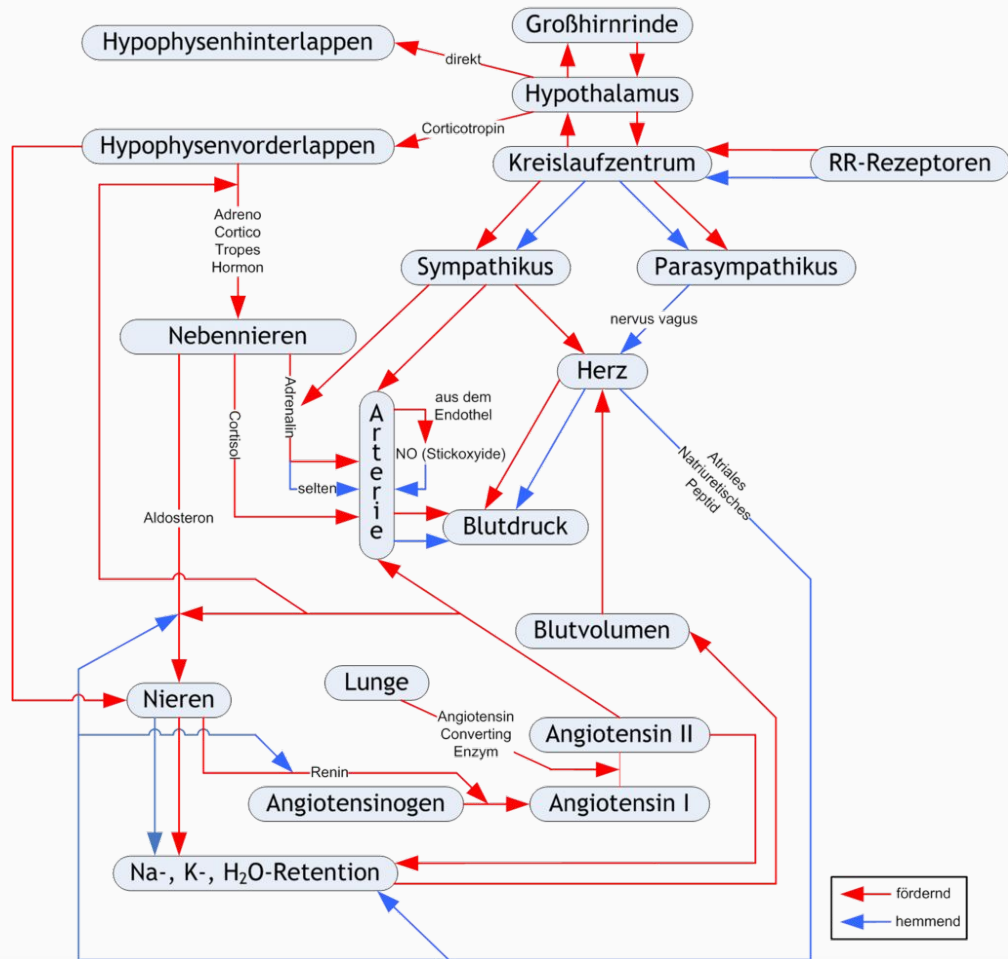 Großhirnrinde
Hypophysenhinterlappen
direkt
Hypothalamus
Corticotropin
Hypophysenvorderlappen
Kreislaufzentrum
RR-Rezeptoren
Adreno
Cortico
Tropes
Hormon
Sympathikus
Parasympathikus
nervus vagus
Nebennieren
Herz
Adrenalin
Cortisol
Arterie
aus dem
Endothel
NO (Stickoxyide)
selten
Atriales
Natriuretisches
Peptid
Aldosteron
Blutdruck
Blutvolumen
Lunge
Nieren
Angiotensin
Converting
Enzym
Angiotensin II
Renin
Angiotensinogen
Angiotensin I
Na-, K-, H₂O-Retention
fördernd
hemmend